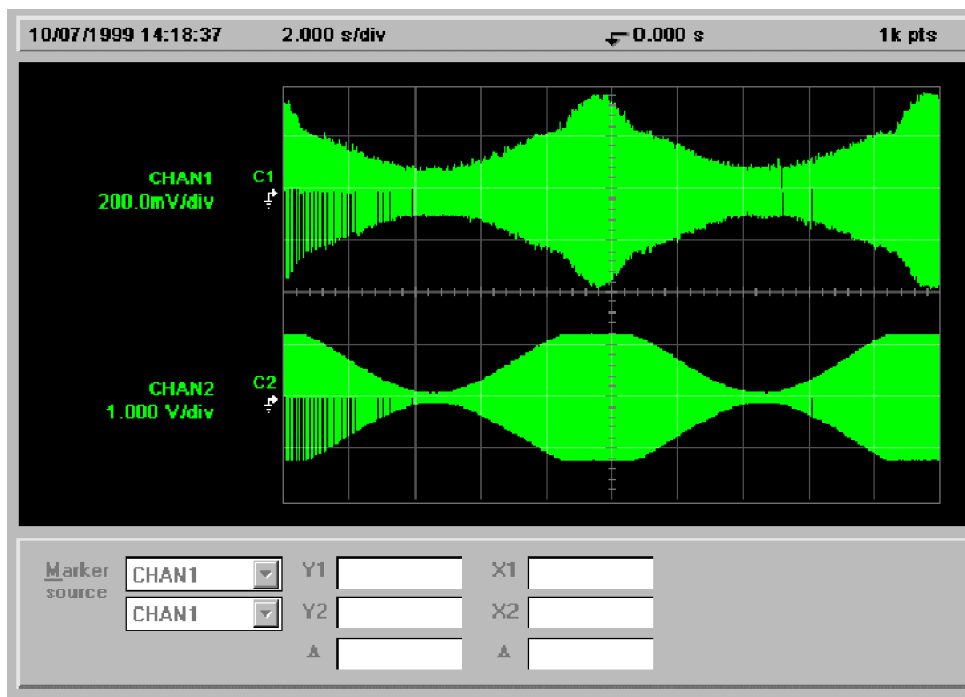 10/07/1999 14:18:37 2.000 s/div 0.000 s 1k pts
CHAN1 C1
200.0mV/div
CHAN2 C2
1.000 V/div
Marker source CHAN1 Y1 X1
CHAN1 Y2 X2
Δ Δ